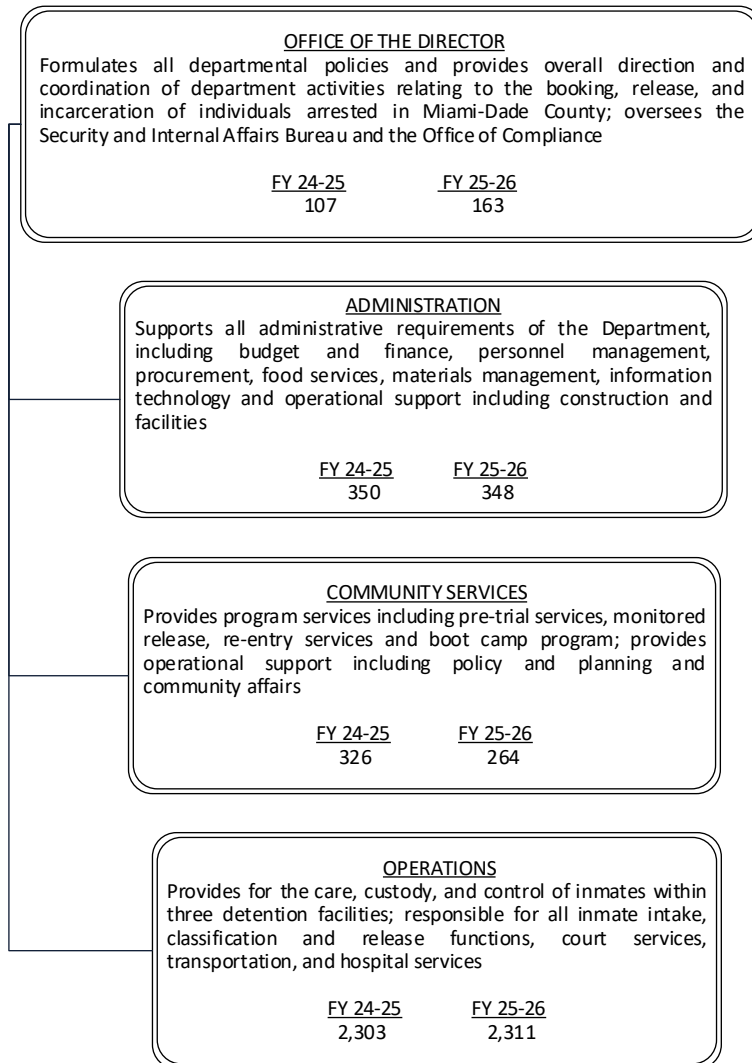 OFFICE OF THE DIRECTOR
Formulates all departmental policies and provides overall direction and
coordination of department activities relating to the booking, release, and
incarceration of individuals arrested in Miami-Dade County; oversees the
Security and Internal Affairs Bureau and the Office of Compliance
FY 24-25 FY 25-26
107 163
ADMINISTRATION
Supports all administrative requirements of the Department,
including budget and finance, personnel management,
procurement, food services, materials management, information
technology and operational support including construction and
facilities
FY 24-25 FY 25-26
350 348
COMMUNITY SERVICES
Provides program services including pre-trial services, monitored
release, re-entry services and boot camp program; provides
operational support including policy and planning and
community affairs
FY 24-25 FY 25-26
326 264
OPERATIONS
Provides for the care, custody, and control of inmates within
three detention facilities; responsible for all inmate intake,
classification and release functions, court services,
transportation, and hospital services
FY 24-25 FY 25-26
2,303 2,311